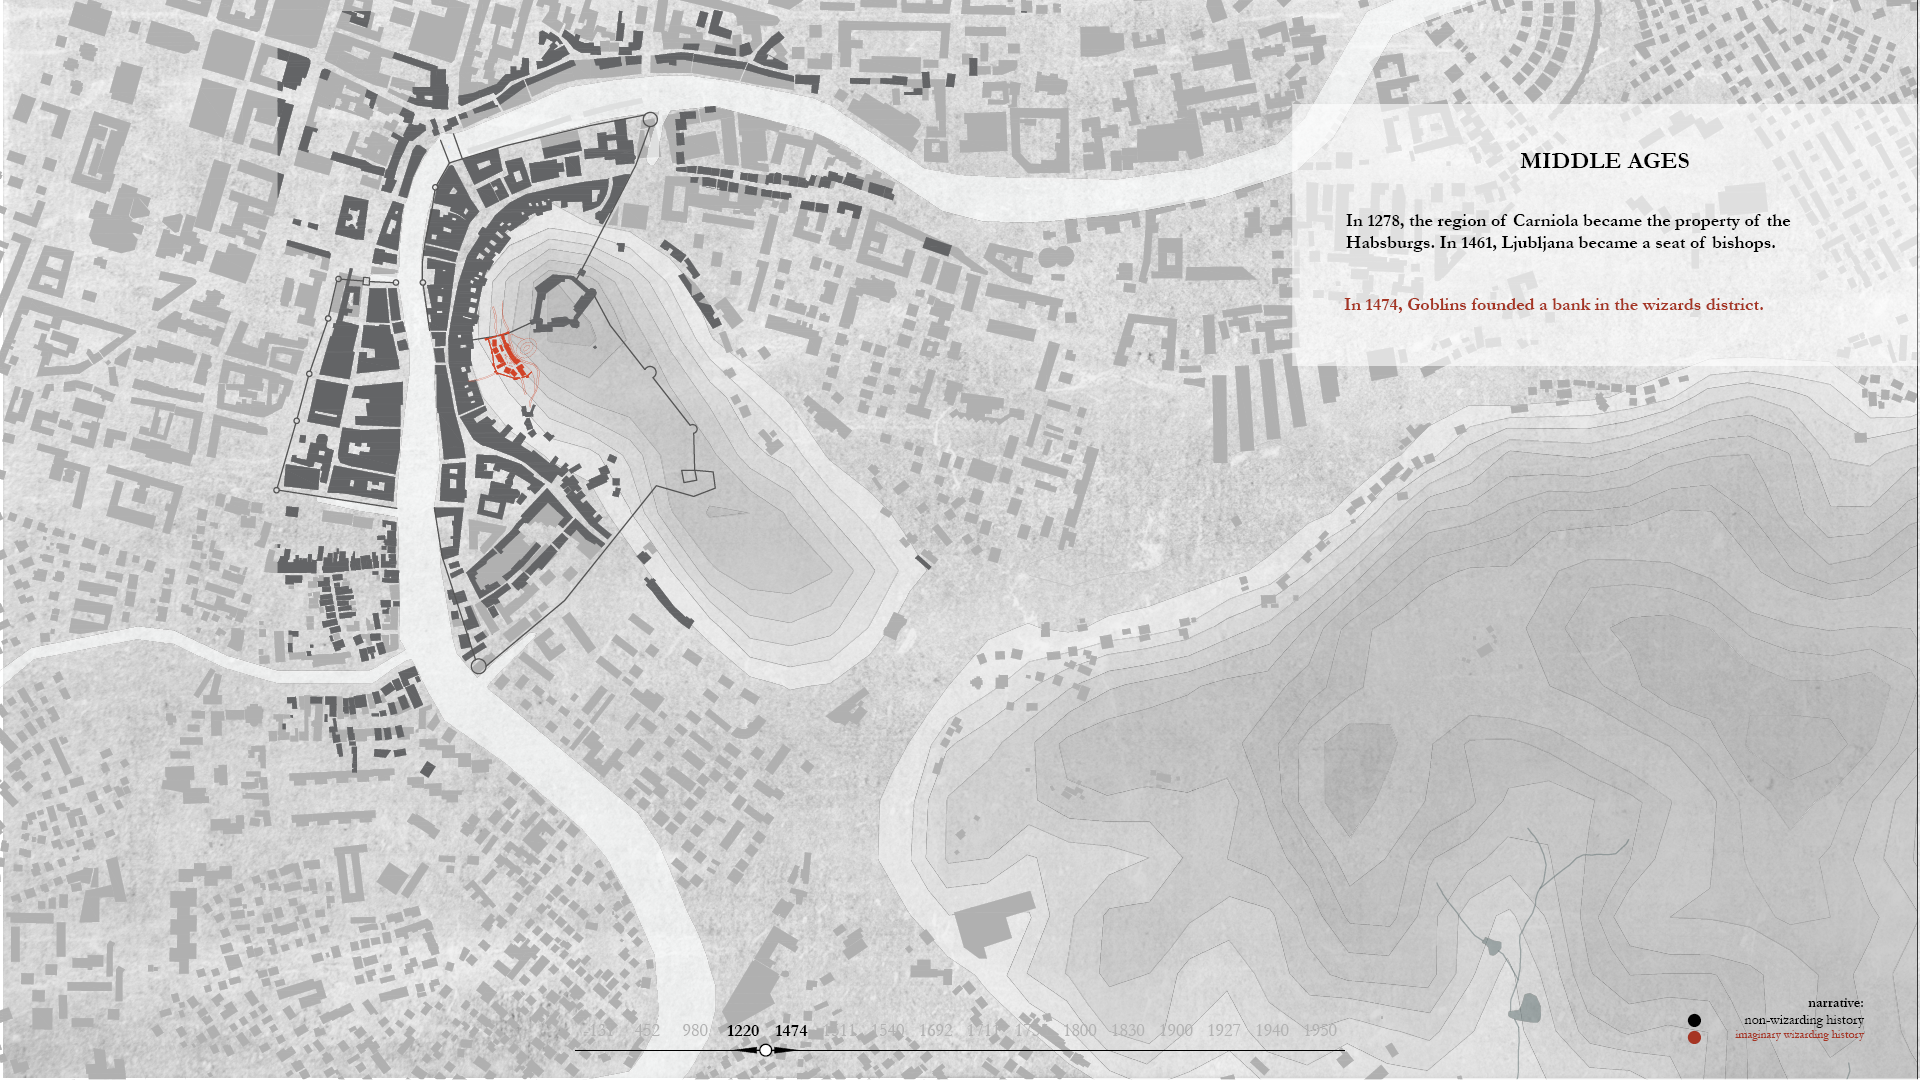 MIDDLE AGES
In 1278, the region of Carniola became the property of the
Habsburgs. In 1461, Ljubljana became a seat of bishops.
In 1474, Goblins founded a bank in the wizards district.
narrative:
non-wizarding history
imaginary wizarding history
452 980 1220 1474 1540 1692 1800 1830 1900 1927 1940 1950